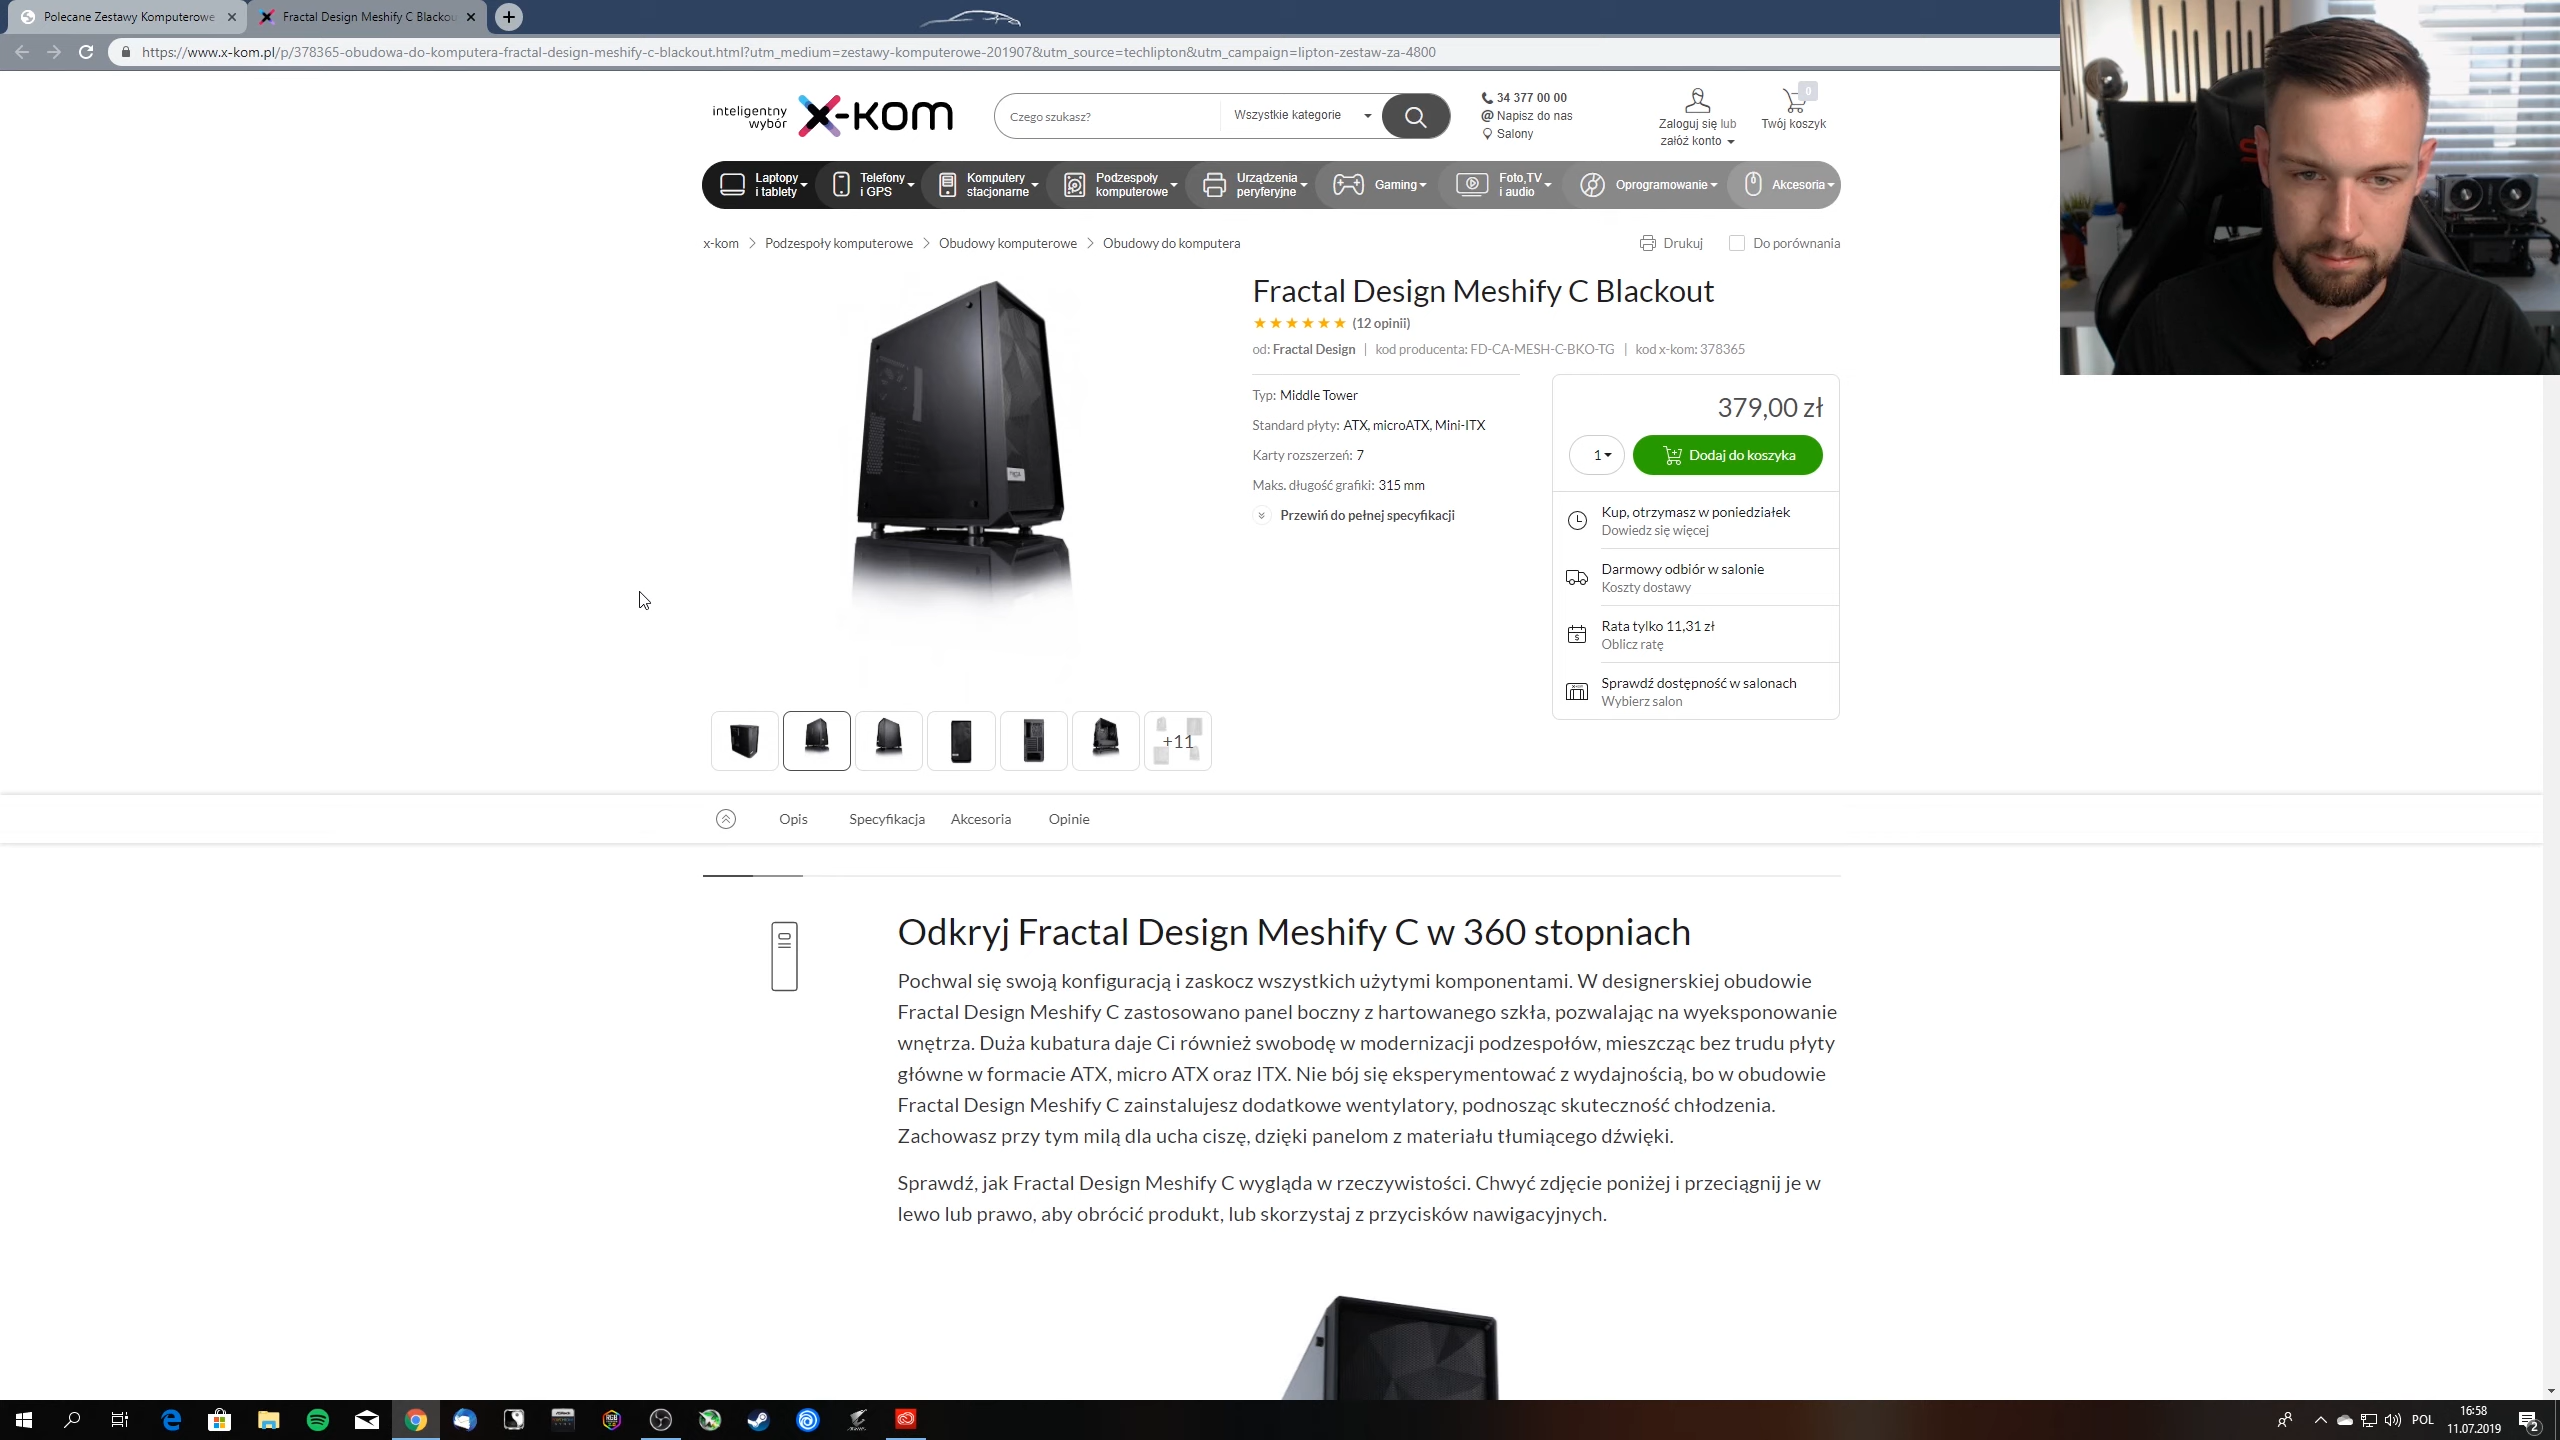 Polecane Zestawy Komputerowe
Fractal Design Meshify C Blackou
https://www.x-kom.pl/p/378365-obudowa-do-komputera-fractal-design-meshify-c-blackout.html?utm_medium=zestawy-komputerowe-201907&utm_source=techlipton&utm_campaign=lipton-zestaw-za-4800
inteligentny
wybór
x-kom
Czego szukasz?
Wszystkie kategorie
34 377 00 00
@ Napisz do nas
Salony
Zaloguj się lub
załóż konto
0
Twój koszyk
Laptopy
i tablety
Telefony
i GPS
Komputery
stacjonarne
Podzespoły
komputerowe
Urządzenia
peryferyjne
Gaming
Foto,TV
i audio
Oprogramowanie
Akcesoria
x-kom > Podzespoły komputerowe > Obudowy komputerowe > Obudowy do komputera
Drukuj
Do porównania
Fractal Design Meshify C Blackout
★★★★★★ (12 opinii)
od: Fractal Design | kod producenta: FD-CA-MESH-C-BKO-TG | kod x-kom: 378365
Typ: Middle Tower
Standard płyty: ATX, microATX, Mini-ITX
Karty rozszerzeń: 7
Maks. długość grafiki: 315 mm
Przewiń do pełnej specyfikacji
379,00 zł
1
Dodaj do koszyka
Kup, otrzymasz w poniedziałek
Dowiedz się więcej
Darmowy odbiór w salonie
Koszty dostawy
Rata tylko 11,31 zł
Oblicz ratę
Sprawdź dostępność w salonach
Wybierz salon
+11
Opis
Specyfikacja
Akcesoria
Opinie
Odkryj Fractal Design Meshify C w 360 stopniach
Pochwal się swoją konfiguracją i zaskocz wszystkich użytymi komponentami. W designerskiej obudowie
Fractal Design Meshify C zastosowano panel boczny z hartowanego szkła, pozwalając na wyeksponowanie
wnętrza. Duża kubatura daje Ci również swobodę w modernizacji podzespołów, mieszcząc bez trudu płyty
główne w formacie ATX, micro ATX oraz ITX. Nie bój się eksperymentować z wydajnością, bo w obudowie
Fractal Design Meshify C zainstalujesz dodatkowe wentylatory, podnosząc skuteczność chłodzenia.
Zachowasz przy tym miłą dla ucha ciszę, dzięki panelom z materiału tłumiącego dźwięki.
Sprawdź, jak Fractal Design Meshify C wygląda w rzeczywistości. Chwyć zdjęcie poniżej i przeciągnij je w
lewo lub prawo, aby obrócić produkt, lub skorzystaj z przycisków nawigacyjnych.
POL
16:58
11.07.2019
2